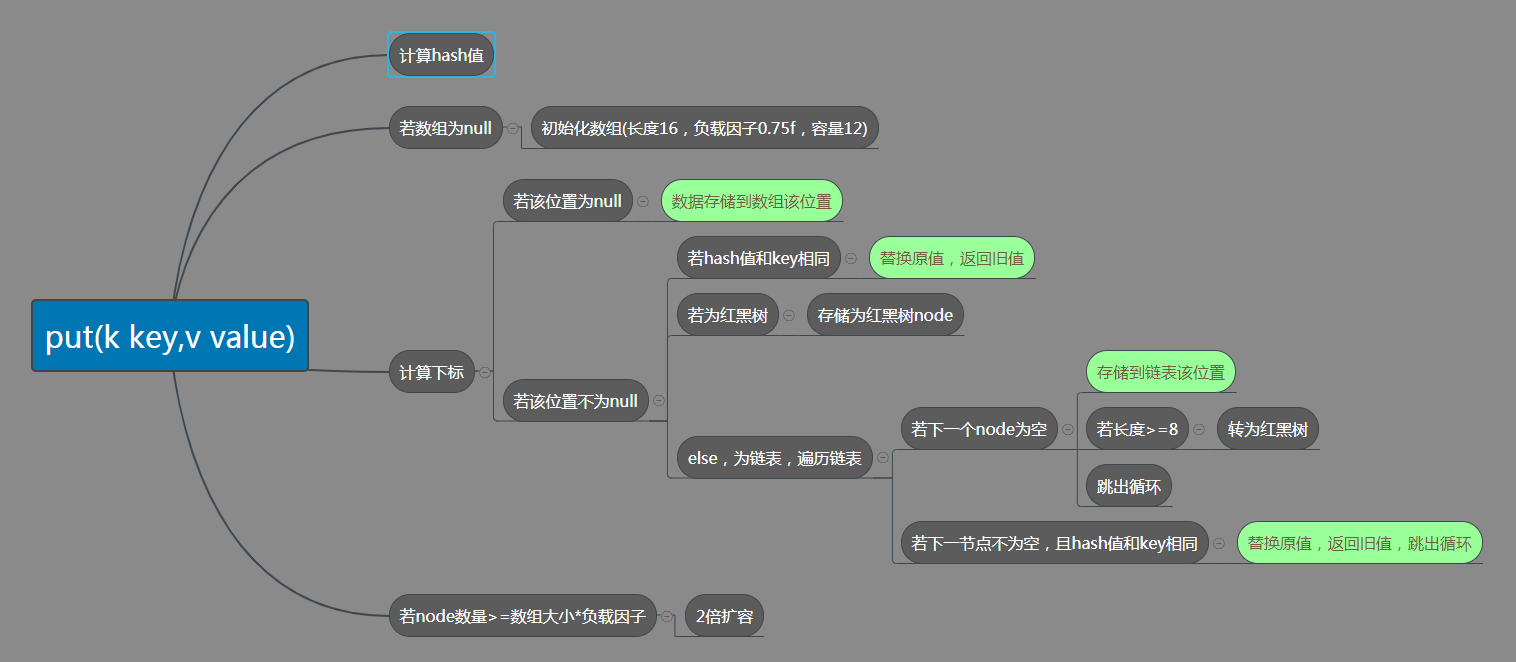 计算hash值
若数组为null
初始化数组(长度16，负载因子0.75f，容量12)
若该位置为null
数据存储到数组该位置
若hash值和key相同
替换原值，返回旧值
若为红黑树
存储为红黑树node
put(k key,v value)
计算下标
存储到链表该位置
若该位置不为null
若下一个node为空
若长度>=8
转为红黑树
else，为链表，遍历链表
跳出循环
若下一节点不为空，且hash值和key相同
替换原值，返回旧值，跳出循环
若node数量>=数组大小*负载因子
2倍扩容